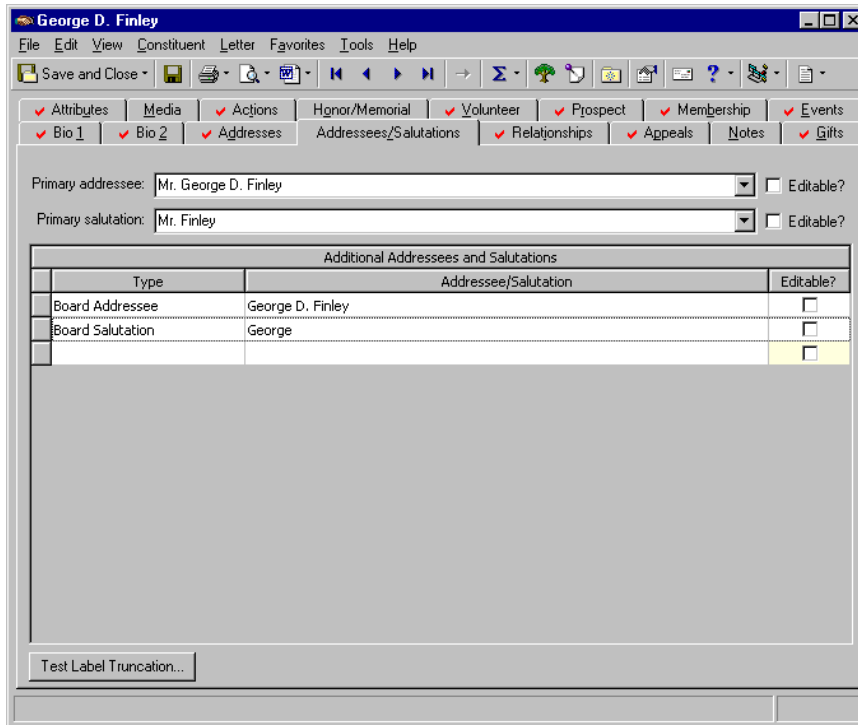 George D. Finley
File Edit View Constituent Letter Favorites Tools Help
Save and Close
Attributes Media Actions Honor/Memorial Volunteer Prospect Membership Events
Bio 1 Bio 2 Addresses Addressees/Salutations Relationships Appeals Notes Gifts
Primary addressee: Mr. George D. Finley Editable?
Primary salutation: Mr. Finley Editable?
Additional Addressees and Salutations
Type Addressee/Salutation Editable?
Board Addressee George D. Finley
Board Salutation George
Test Label Truncation...